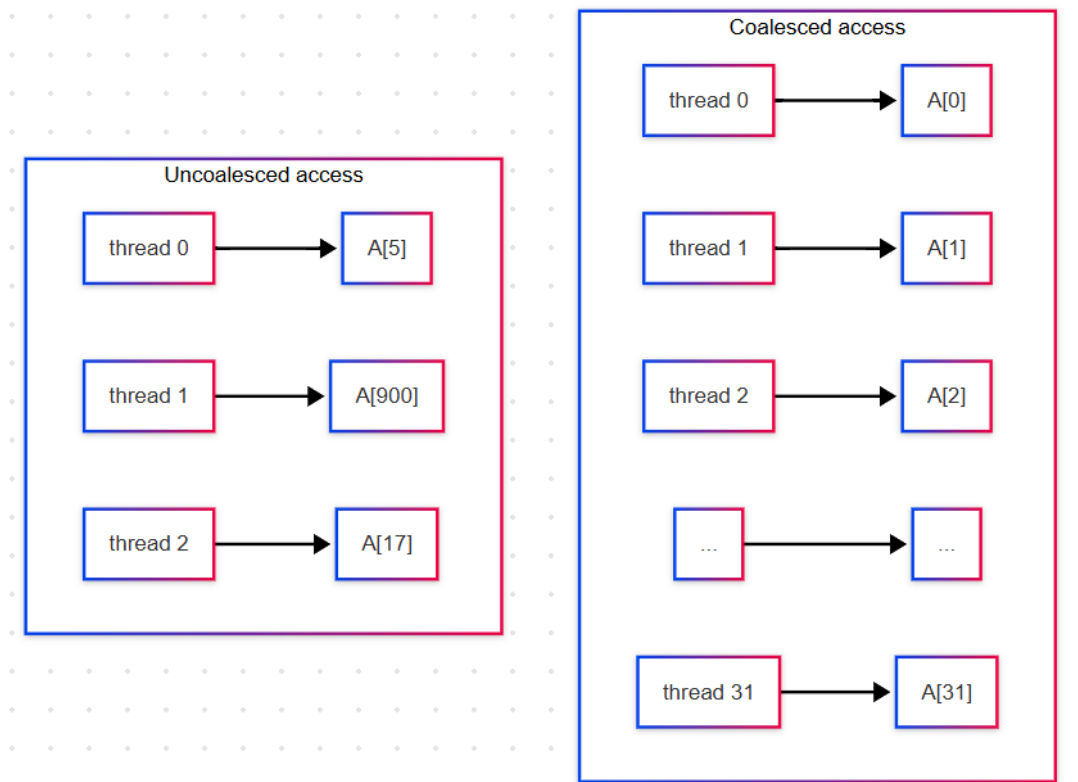 Uncoalesced access
thread 0
A[5]
thread 1
A[900]
thread 2
A[17]
Coalesced access
thread 0
A[0]
thread 1
A[1]
thread 2
A[2]
...
...
thread 31
A[31]